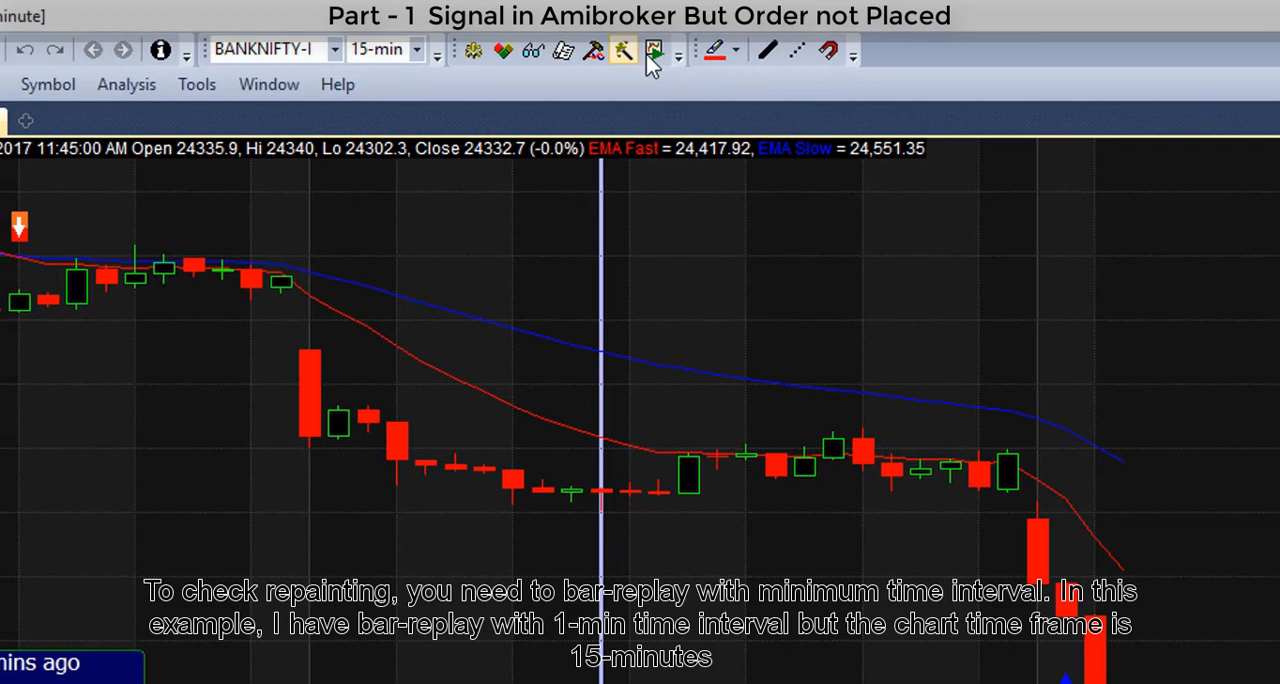 Part - 1 Signal in Amibroker But Order not Placed
minute]
BANKNIFTY-I 15-min
Symbol Analysis Tools Window Help
2017 11:45:00 AM Open 24335.9, Hi 24340, Lo 24302.3, Close 24332.7 (-0.0%) EMA Fast = 24,417.92, EMA Slow = 24,551.35
To check repainting, you need to bar-replay with minimum time interval. In this
example, I have bar-replay with 1-min time interval but the chart time frame is
15-minutes
mins ago